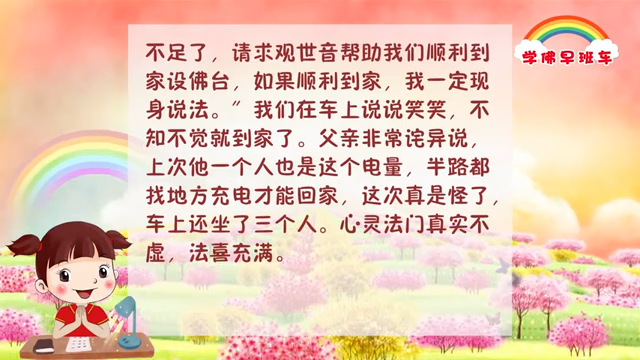 学佛早班车
不足了，请求观世音帮助我们顺利到
家设佛台，如果顺利到家，我一定现
身说法。”我们在车上说说笑笑，不
知不觉就到家了。父亲非常诧异说，
上次他一个人也是这个电量，半路都
找地方充电才能回家，这次真是怪了，
车上还坐了三个人。心灵法门真实不
虚，法喜充满。